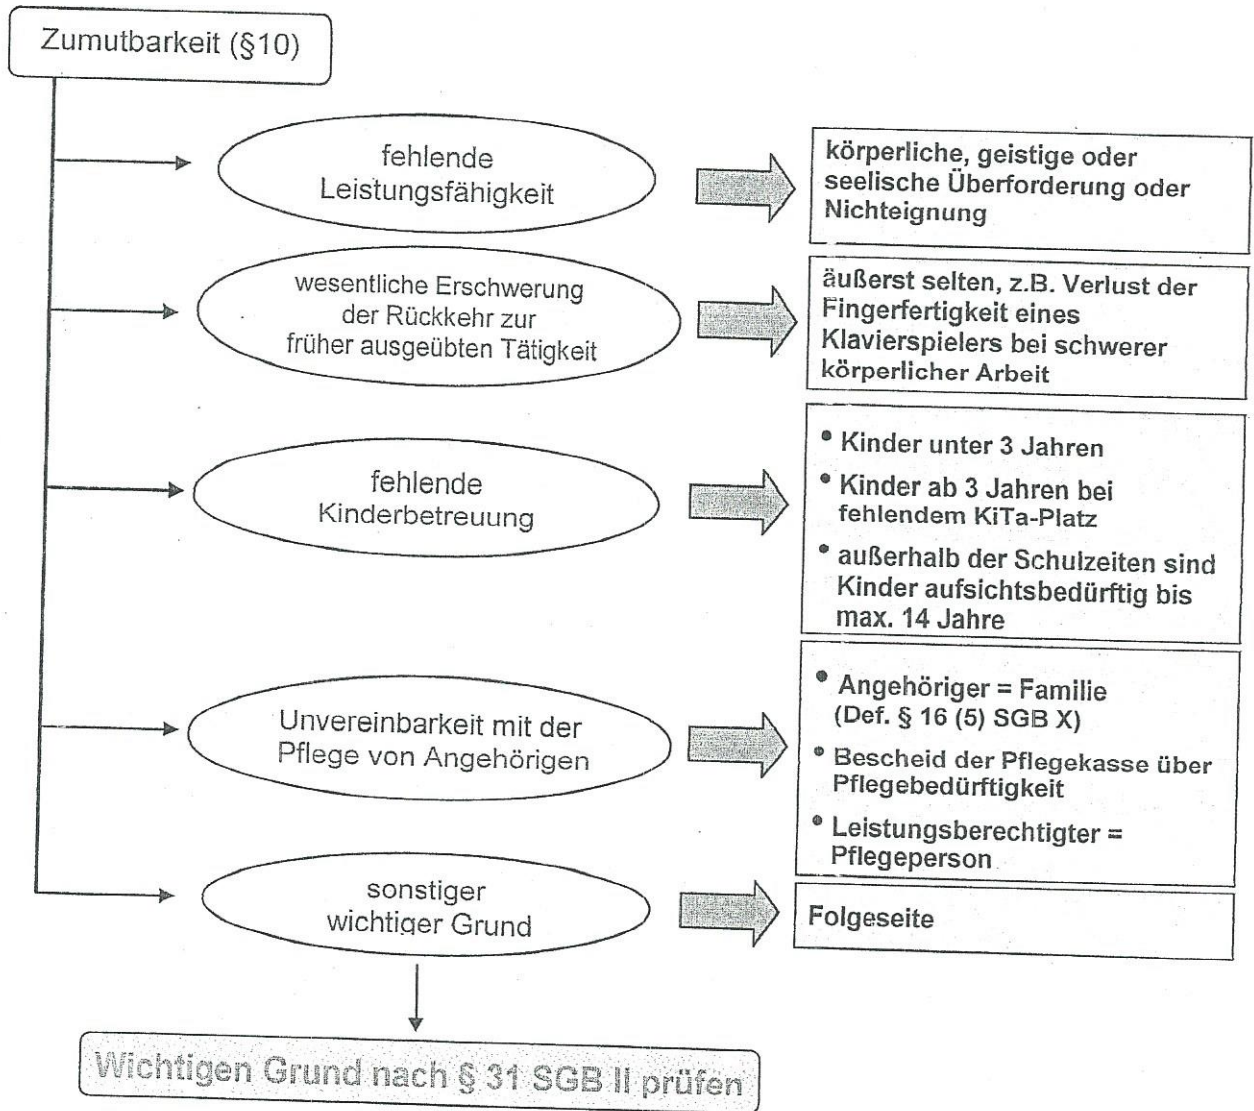 Zumutbarkeit (§10)
fehlende
Leistungsfähigkeit
körperliche, geistige oder
seelische Überforderung oder
Nichteignung
wesentliche Erschwerung
der Rückkehr zur
früher ausgeübten Tätigkeit
äußerst selten, z.B. Verlust der
Fingerfertigkeit eines
Klavierspielers bei schwerer
körperlicher Arbeit
fehlende
Kinderbetreuung
• Kinder unter 3 Jahren
• Kinder ab 3 Jahren bei
fehlendem KiTa-Platz
• außerhalb der Schulzeiten sind
Kinder aufsichtsbedürftig bis
max. 14 Jahre
Unvereinbarkeit mit der
Pflege von Angehörigen
• Angehöriger = Familie
(Def. § 16 (5) SGB X)
• Bescheid der Pflegekasse über
Pflegebedürftigkeit
• Leistungsberechtigter =
Pflegeperson
sonstiger
wichtiger Grund
Folgeseite
Wichtigen Grund nach § 31 SGB II prüfen